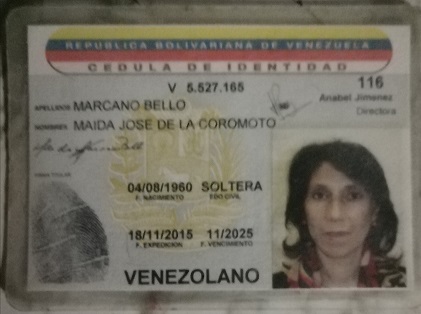 REPUBLICA BOLIVARIANA DE VENEZUELA
CEDULA DE IDENTIDAD
V 5.527.165
116
APELLIDOS MARCANO BELLO
Anabel Jimenez
Directora
NOMBRES MAIDA JOSE DE LA COROMOTO
FIRMA TITULAR
04/08/1960 SOLTERA
F. NACIMIENTO EDO.CIVIL
18/11/2015 11/2025
F. EXPEDICION F. VENCIMIENTO
VENEZOLANO